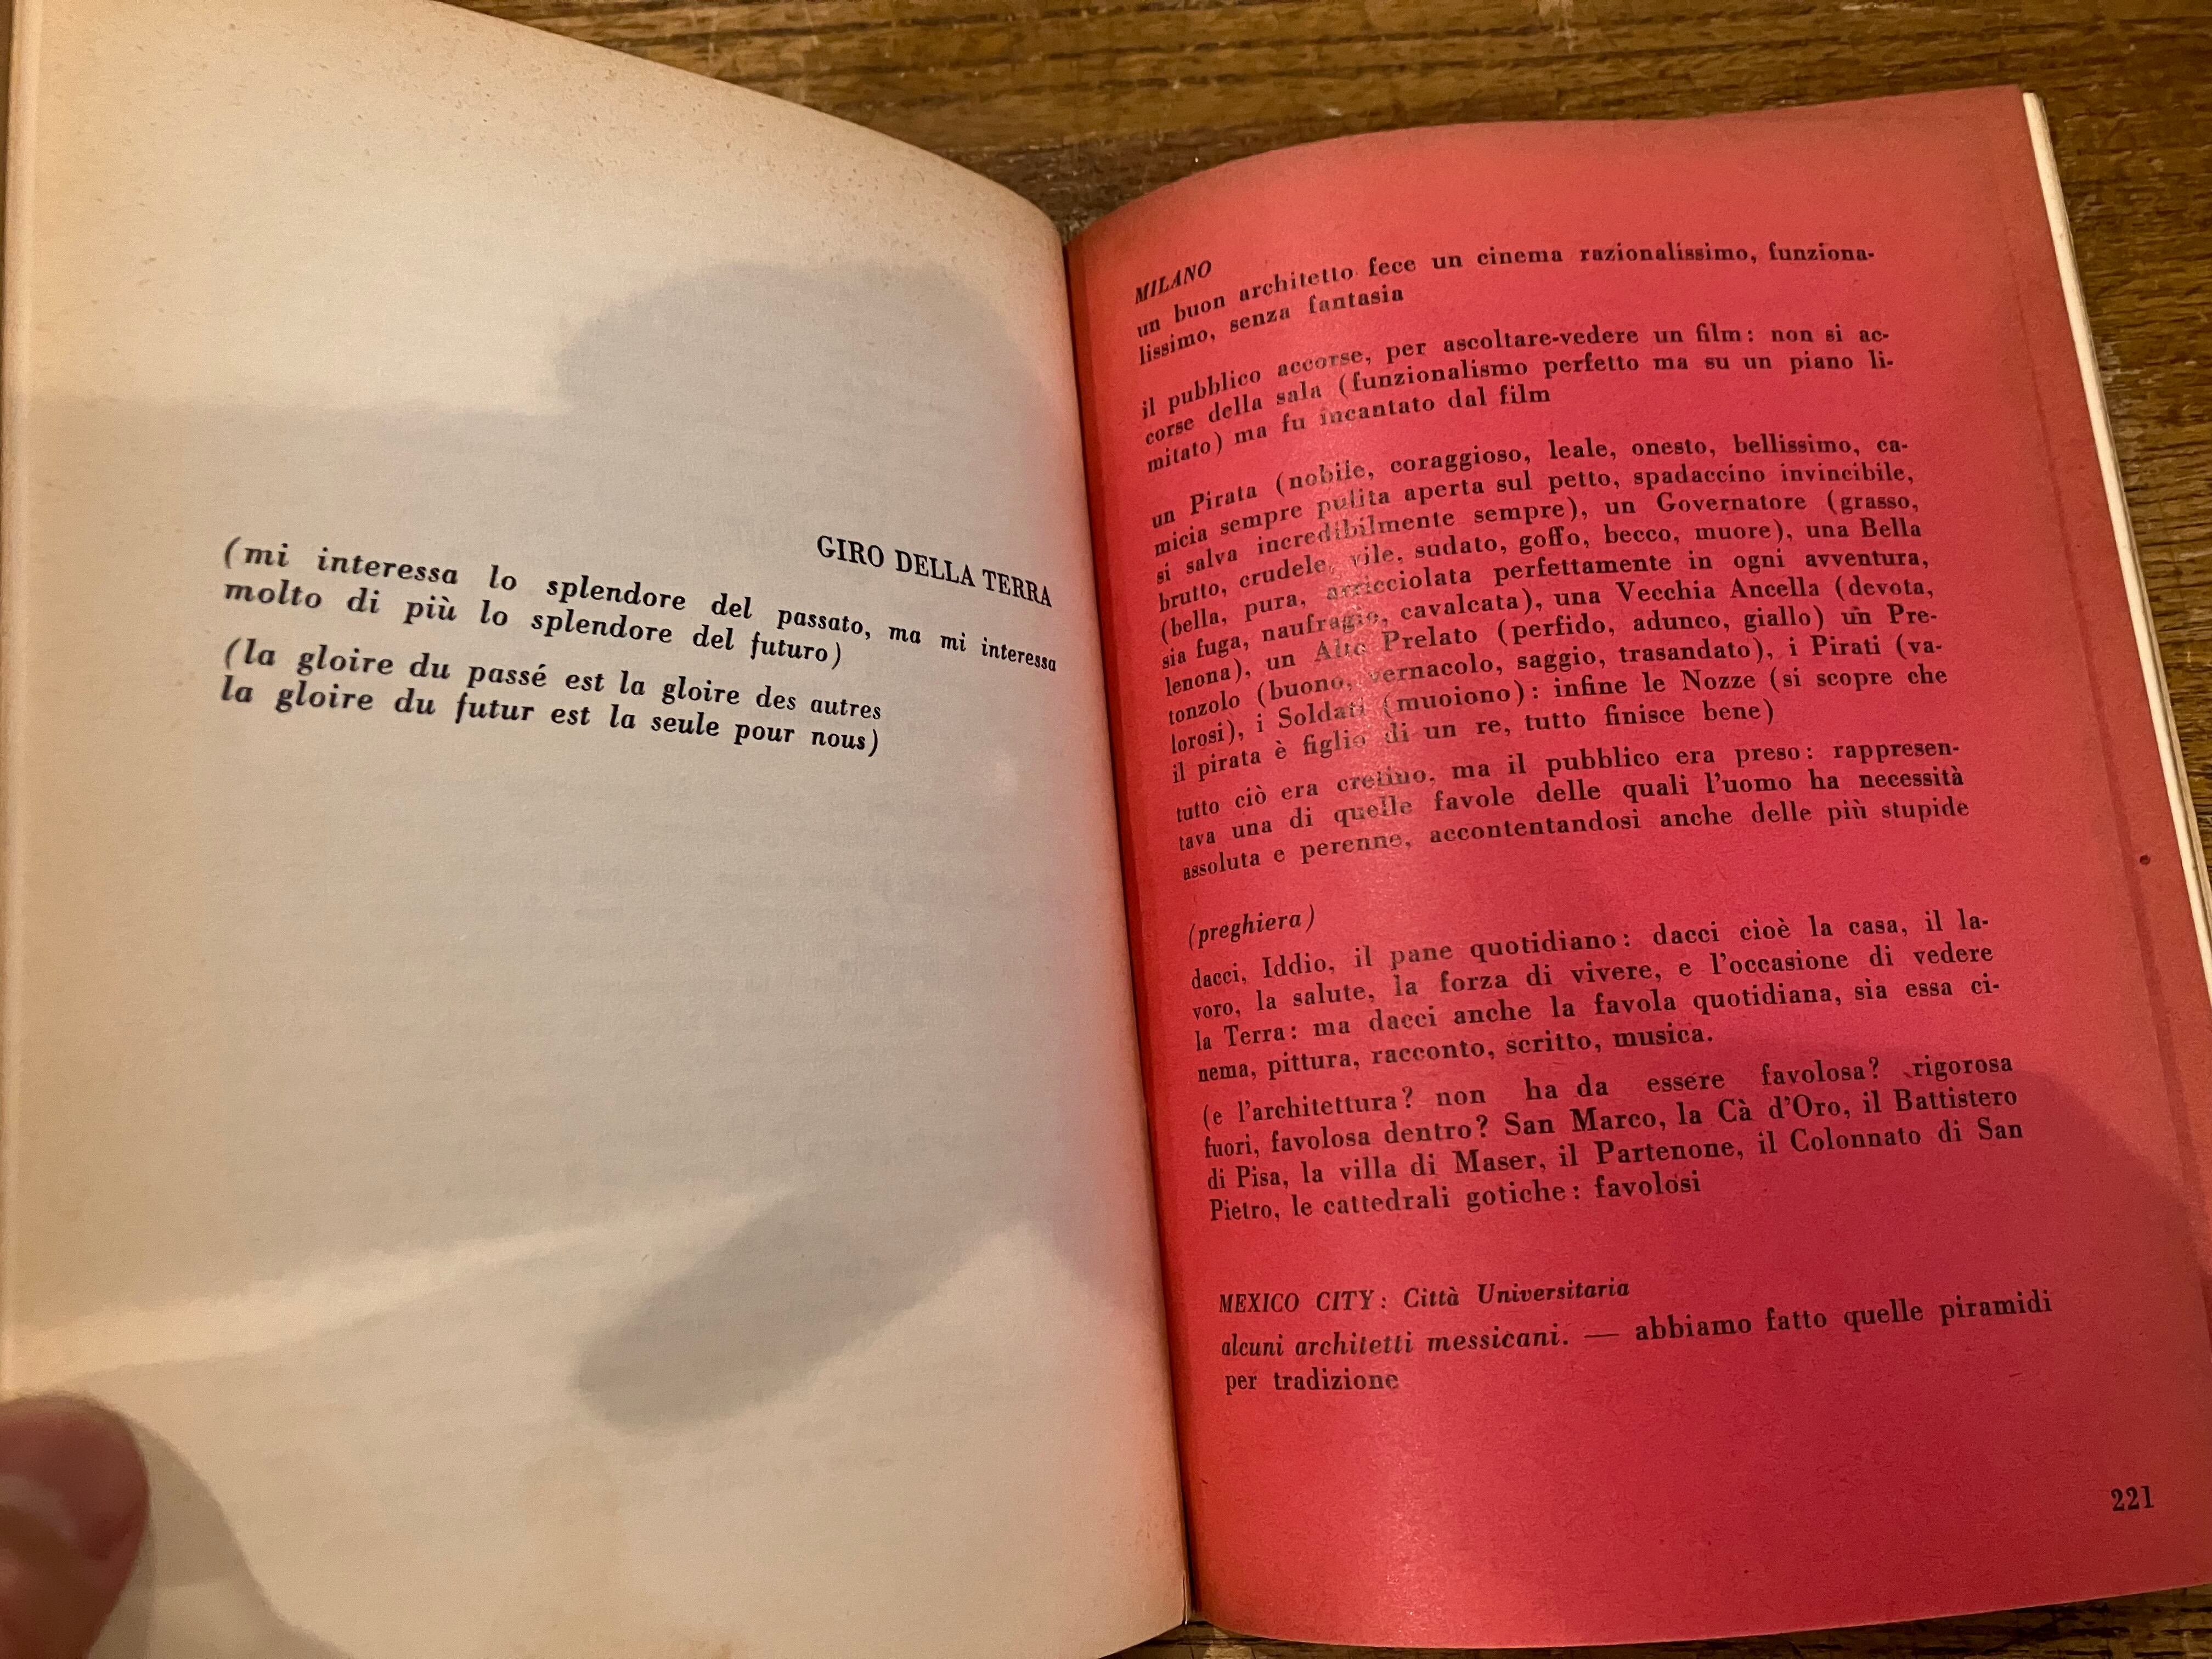 GIRO DELLA TERRA
(mi interessa lo splendore del passato, ma mi interessa
molto di più lo splendore del futuro)
(la gloire du passé est la gloire des autres
la gloire du futur est la seule pour nous)
MILANO
un buon architetto fece un cinema razionalissimo, funziona-
lissimo, senza fantasia
il pubblico accorse, per ascoltare-vedere un film: non si ac-
corse della sala (funzionalismo perfetto ma su un piano li-
mitato) ma fu incantato dal film
un Pirata (nobile, coraggioso, leale, onesto, bellissimo, ca-
micia sempre pulita aperta sul petto, spadaccino invincibile,
si salva incredibilmente sempre), un Governatore (grasso,
brutto, crudele, vile, sudato, goffo, becco, muore), una Bella
(bella, pura, arricciolata perfettamente in ogni avventura,
sia fuga, naufragio, cavalcata), una Vecchia Ancella (devota,
lenona), un Alto Prelato (perfido, adunco, giallo) un Pre-
tonzolo (buono, vernacolo, saggio, trasandato), i Pirati (va-
lorosi), i Soldati (muoiono): infine le Nozze (si scopre che
il pirata è figlio di un re, tutto finisce bene)
tutto ciò era cretino, ma il pubblico era preso: rappresen-
tava una di quelle favole delle quali l'uomo ha necessità
assoluta e perenne, accontentandosi anche delle più stupide
(preghiera)
dacci, Iddio, il pane quotidiano: dacci cioè la casa, il la-
voro, la salute, la forza di vivere, e l'occasione di vedere
la Terra: ma dacci anche la favola quotidiana, sia essa ci-
nema, pittura, racconto, scritto, musica.
(e l'architettura? non ha da essere favolosa? rigorosa
fuori, favolosa dentro? San Marco, la Cà d'Oro, il Battistero
di Pisa, la villa di Maser, il Partenone, il Colonnato di San
Pietro, le cattedrali gotiche: favolosi
MEXICO CITY: Città Universitaria
alcuni architetti messicani. — abbiamo fatto quelle piramidi
per tradizione
221